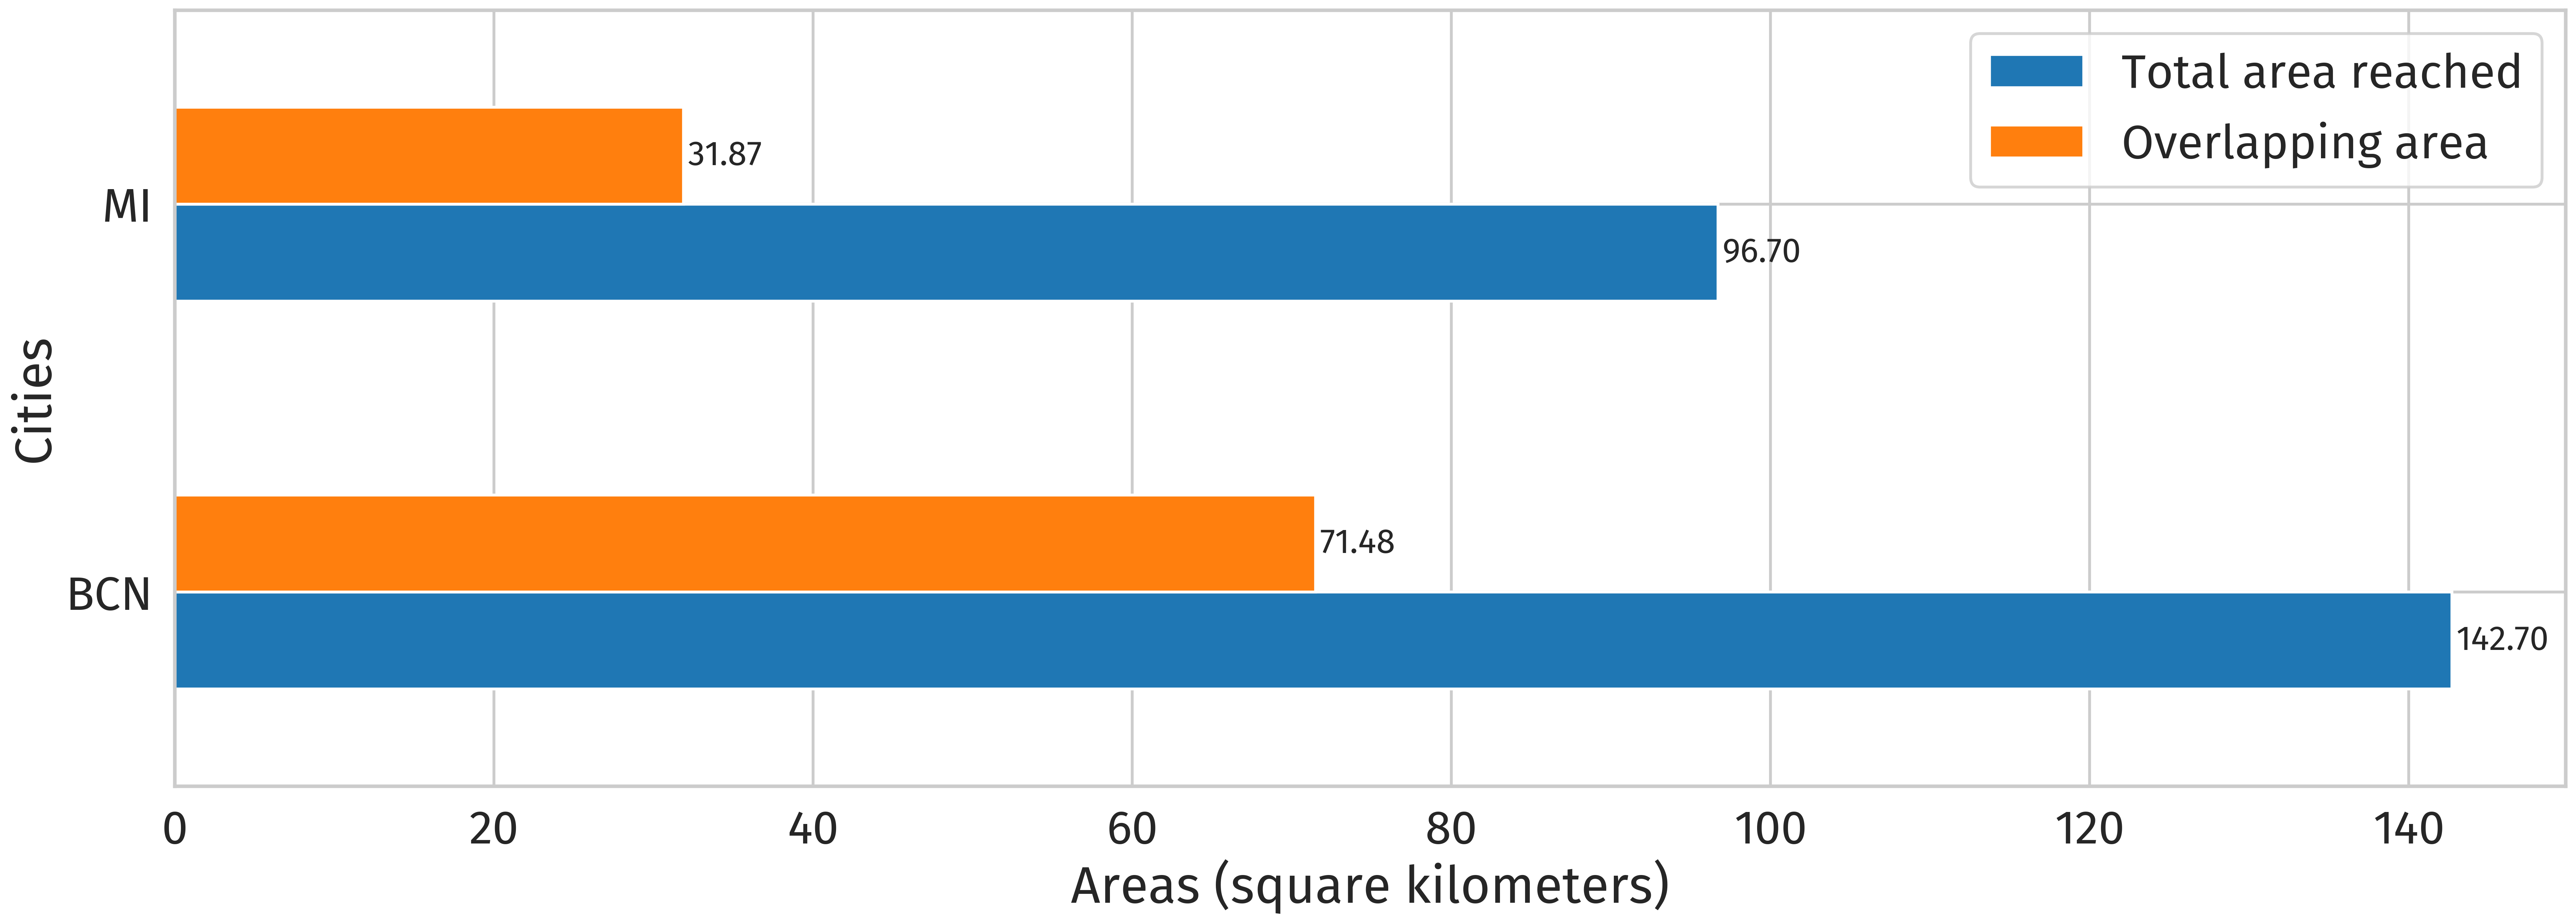 Total area reached
Overlapping area
31.87
MI
96.70
Cities
71.48
BCN
142.70
0 20 40 60 80 100 120 140
Areas (square kilometers)